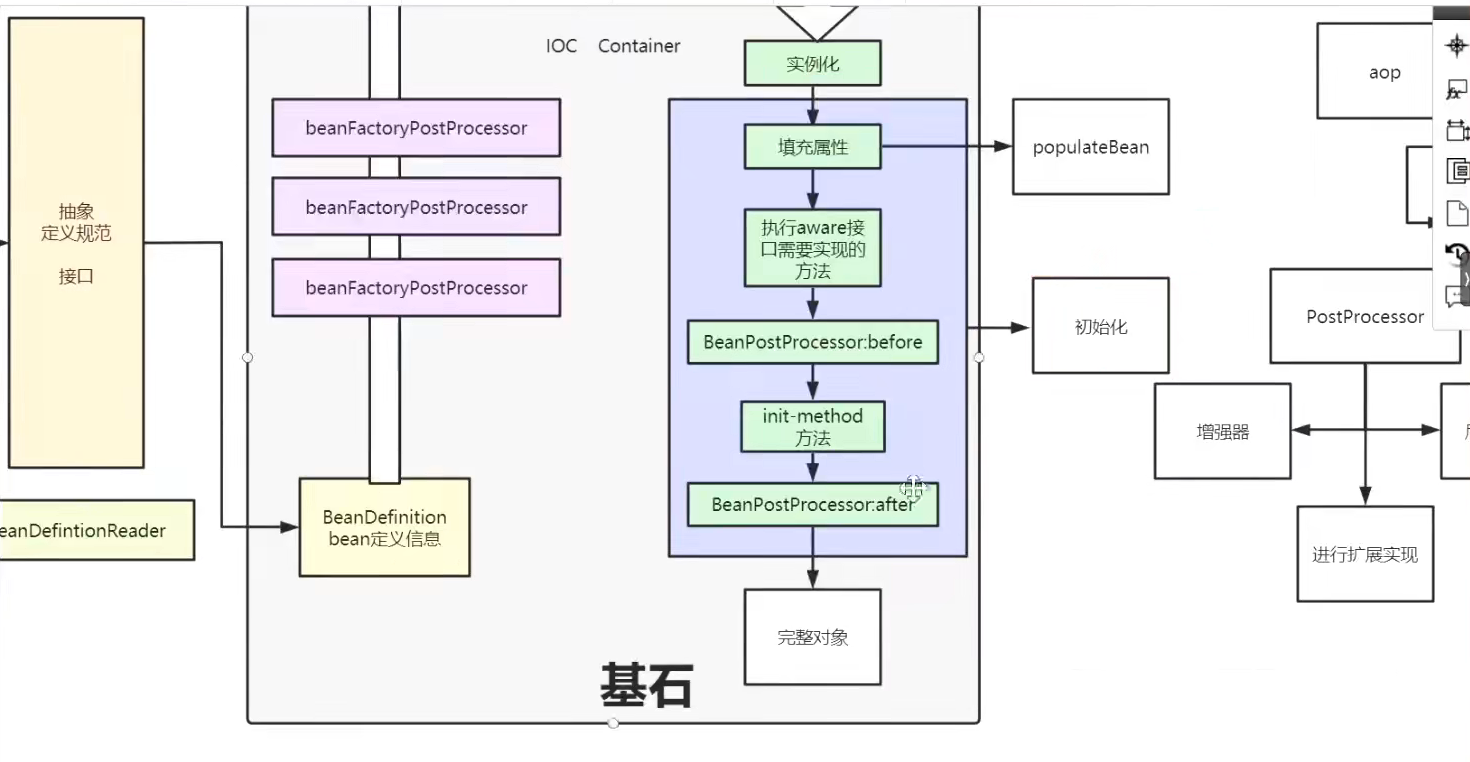 IOC Container
实例化
aop
beanFactoryPostProcessor
填充属性
populateBean
抽象
定义规范
接口
beanFactoryPostProcessor
执行aware接
口需要实现的
方法
beanFactoryPostProcessor
BeanPostProcessor:before
初始化
PostProcessor
init-method
方法
增强器
BeanPostProcessor:after
eanDefintionReader
BeanDefinition
bean定义信息
进行扩展实现
完整对象
基石